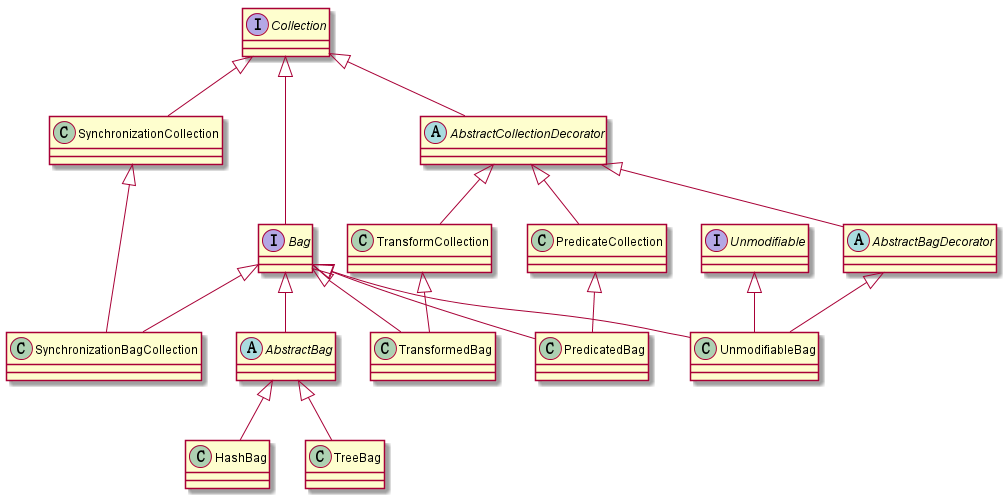 I Collection
C SynchronizationCollection
A AbstractCollectionDecorator
I Bag
C TransformCollection
C PredicateCollection
I Unmodifiable
A AbstractBagDecorator
C SynchronizationBagCollection
A AbstractBag
C TransformedBag
C PredicatedBag
C UnmodifiableBag
C HashBag
C TreeBag